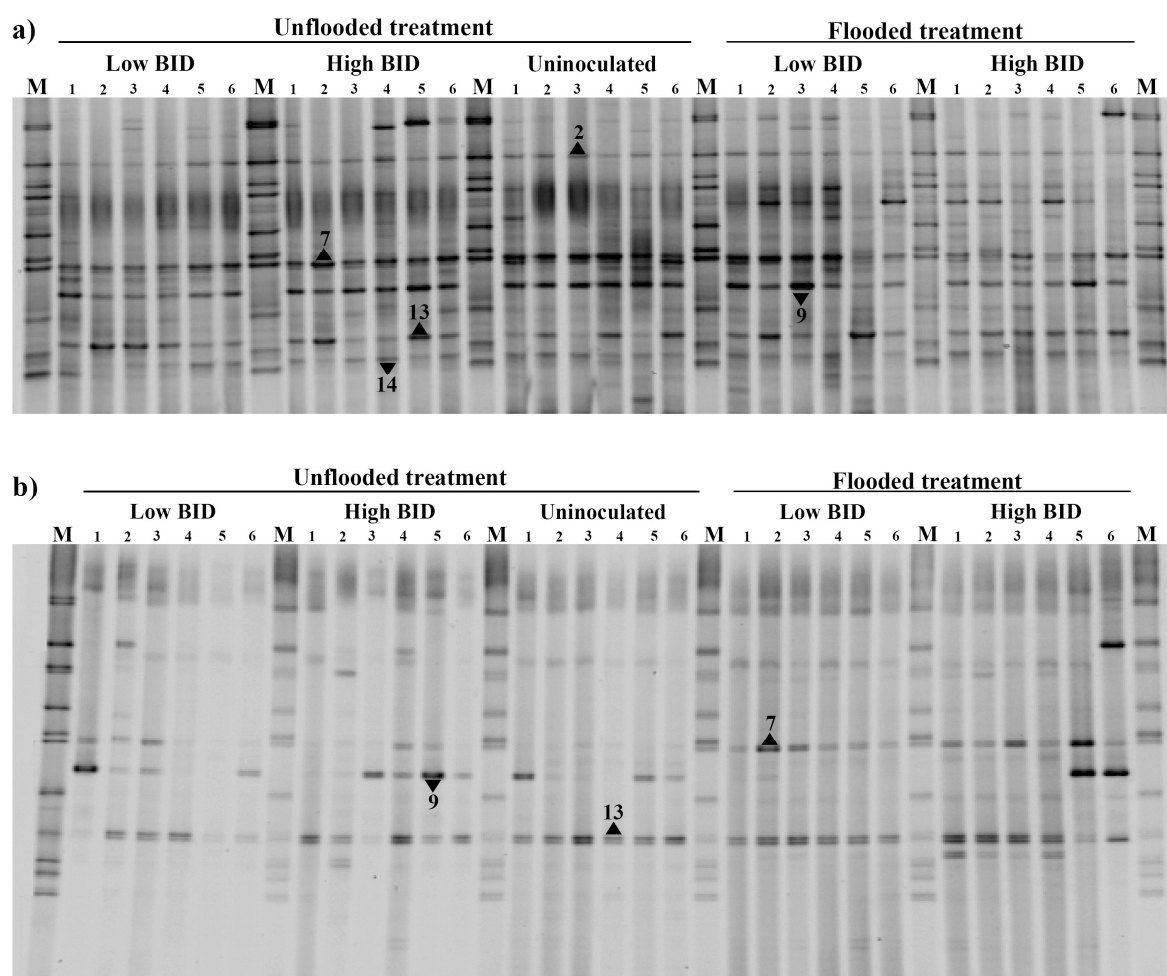 a)
Unflooded treatment
Flooded treatment
Low BID
High BID
Uninoculated
Low BID
High BID
M 1 2 3 4 5 6 M 1 2 3 4 5 6 M 1 2 3 4 5 6 M 1 2 3 4 5 6 M 1 2 3 4 5 6 M
2
7
9
13
14
b)
Unflooded treatment
Flooded treatment
Low BID
High BID
Uninoculated
Low BID
High BID
M 1 2 3 4 5 6 M 1 2 3 4 5 6 M 1 2 3 4 5 6 M 1 2 3 4 5 6 M 1 2 3 4 5 6 M
7
9
13